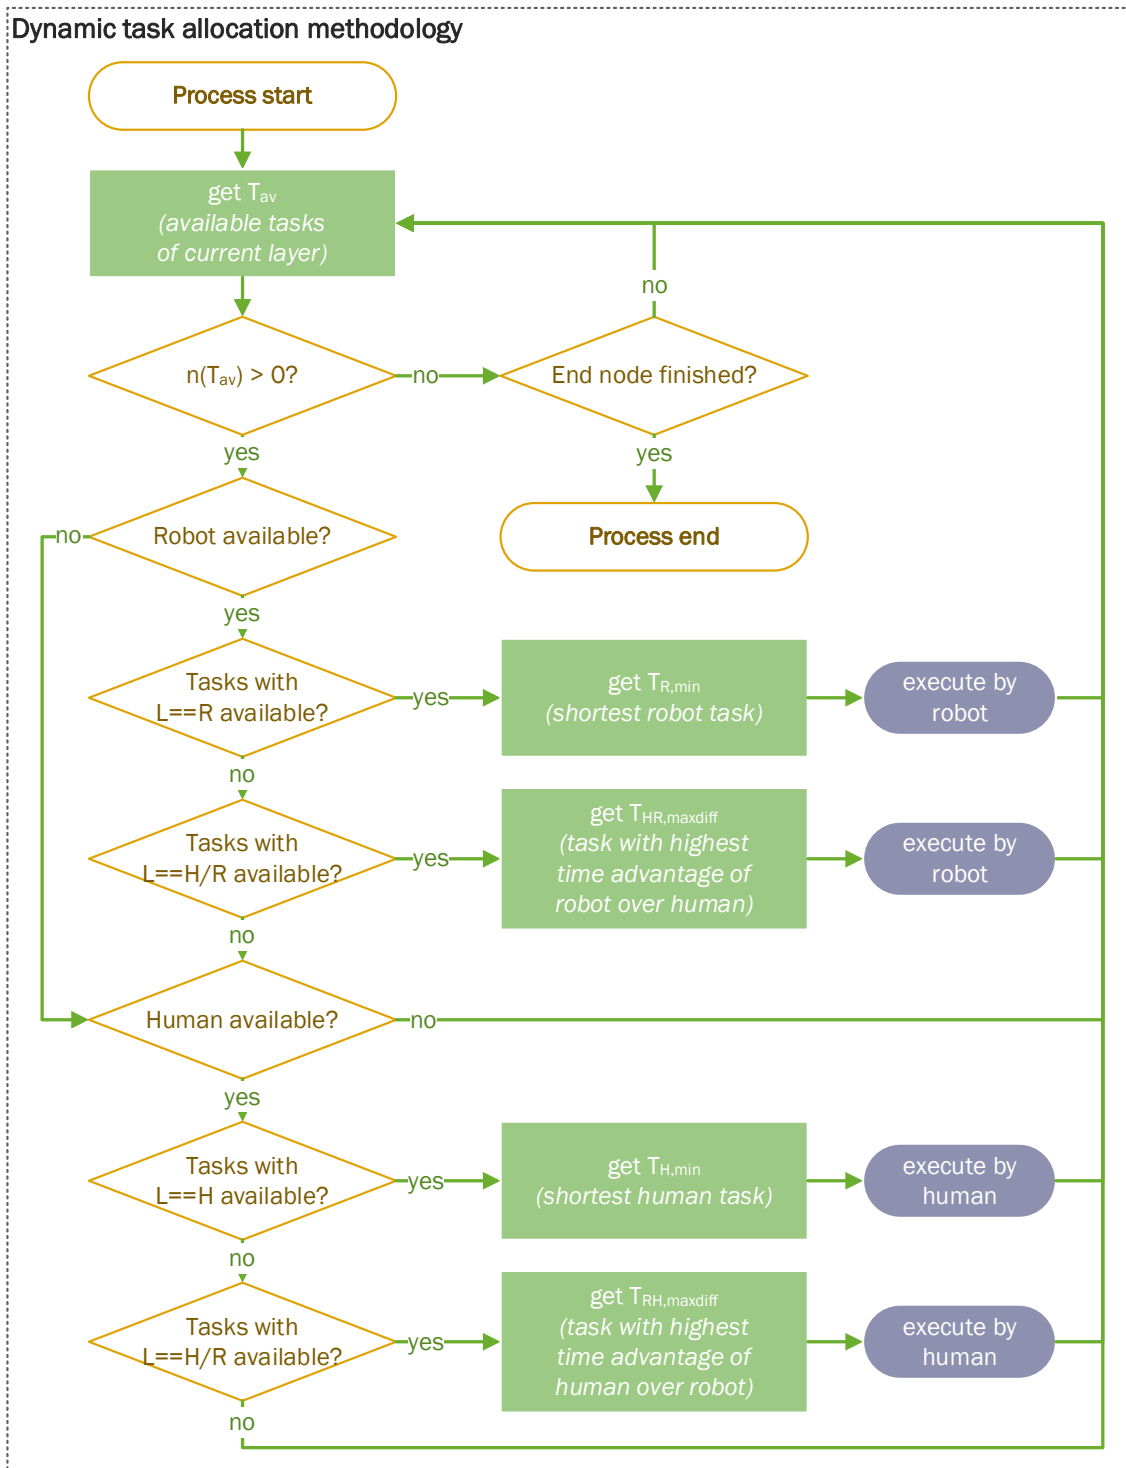 Dynamic task allocation methodology
Process start
get Tav
(available tasks
of current layer)
no
n(Tav) > 0?
no
End node finished?
yes
yes
Robot available?
no
Process end
yes
Tasks with
L==R available?
yes
get TR,min
(shortest robot task)
execute by
robot
no
Tasks with
L==H/R available?
yes
get THR,maxdiff
(task with highest
time advantage of
robot over human)
execute by
robot
no
Human available?
no
yes
Tasks with
L==H available?
yes
get TH,min
(shortest human task)
execute by
human
no
Tasks with
L==H/R available?
yes
get TRH,maxdiff
(task with highest
time advantage of
human over robot)
execute by
human
no